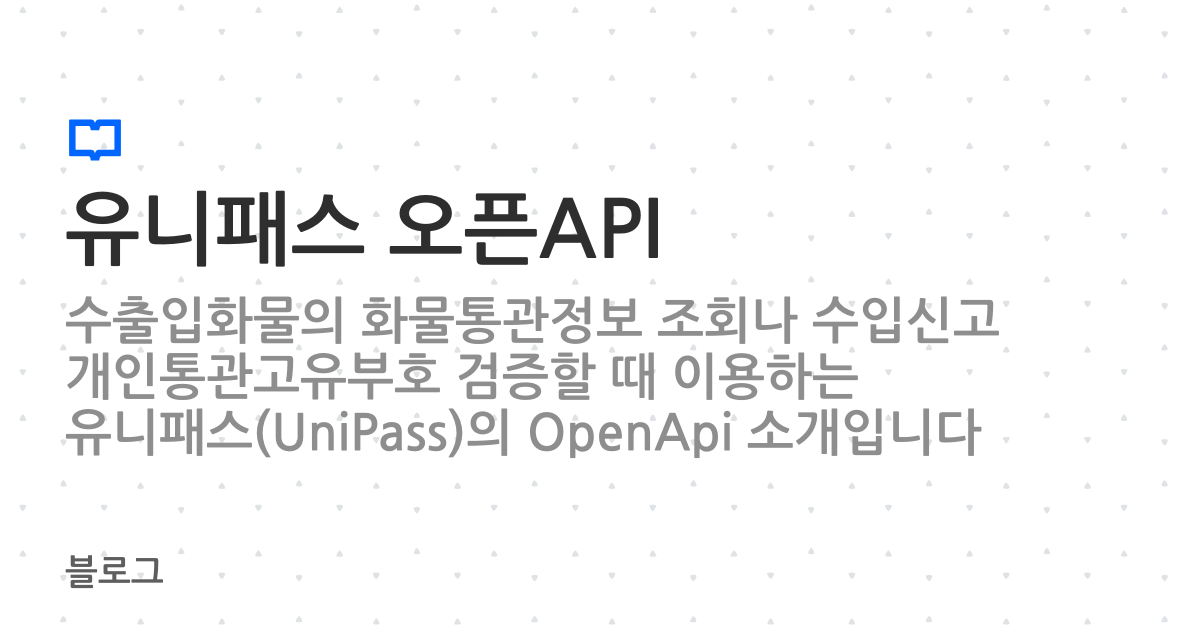 유니패스 오픈API
수출입화물의 화물통관정보 조회나 수입신고
개인통관고유부호 검증할 때 이용하는
유니패스(UniPass)의 OpenApi 소개입니다
블로그